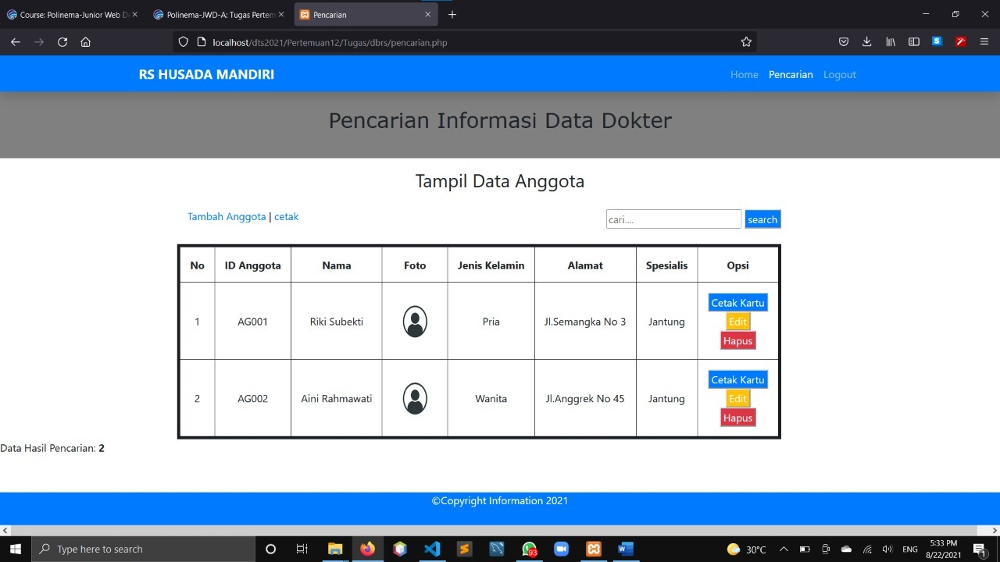 Course: Polinema-Junior Web D
Polinema-JWD-A: Tugas Pertem
Pencarian
localhost/dts2021/Pertemuan12/Tugas/dbrs/pencarian.php
RS HUSADA MANDIRI
Home Pencarian Logout
Pencarian Informasi Data Dokter
Tampil Data Anggota
Tambah Anggota | cetak
cari.... search
No ID Anggota Nama Foto Jenis Kelamin Alamat Spesialis Opsi
1 AG001 Riki Subekti Pria Jl.Semangka No 3 Jantung
Cetak Kartu
Edit
Hapus
2 AG002 Aini Rahmawati Wanita Jl.Anggrek No 45 Jantung
Cetak Kartu
Edit
Hapus
Data Hasil Pencarian: 2
©Copyright Information 2021
Type here to search
93
30°C
ENG
5:33 PM
8/22/2021
1